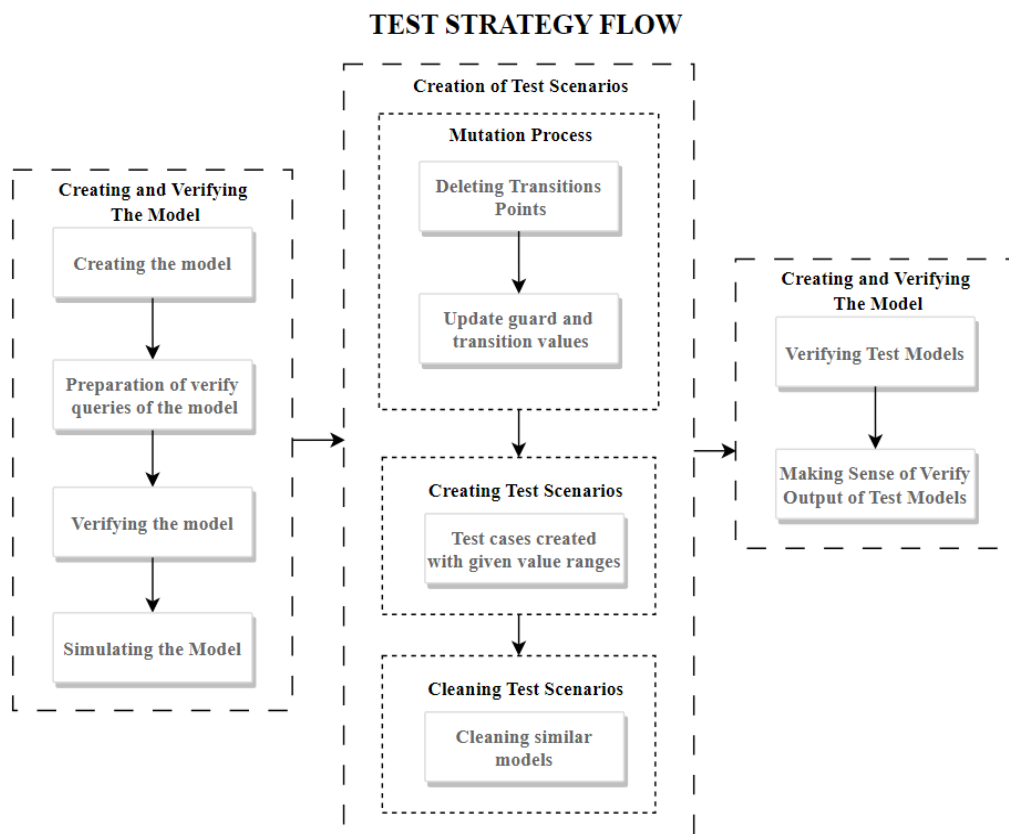 TEST STRATEGY FLOW
Creating and Verifying
The Model
Creating the model
Preparation of verify
queries of the model
Verifying the model
Simulating the Model
Creation of Test Scenarios
Mutation Process
Deleting Transitions
Points
Update guard and
transition values
Creating Test Scenarios
Test cases created
with given value ranges
Cleaning Test Scenarios
Cleaning similar
models
Creating and Verifying
The Model
Verifying Test Models
Making Sense of Verify
Output of Test Models